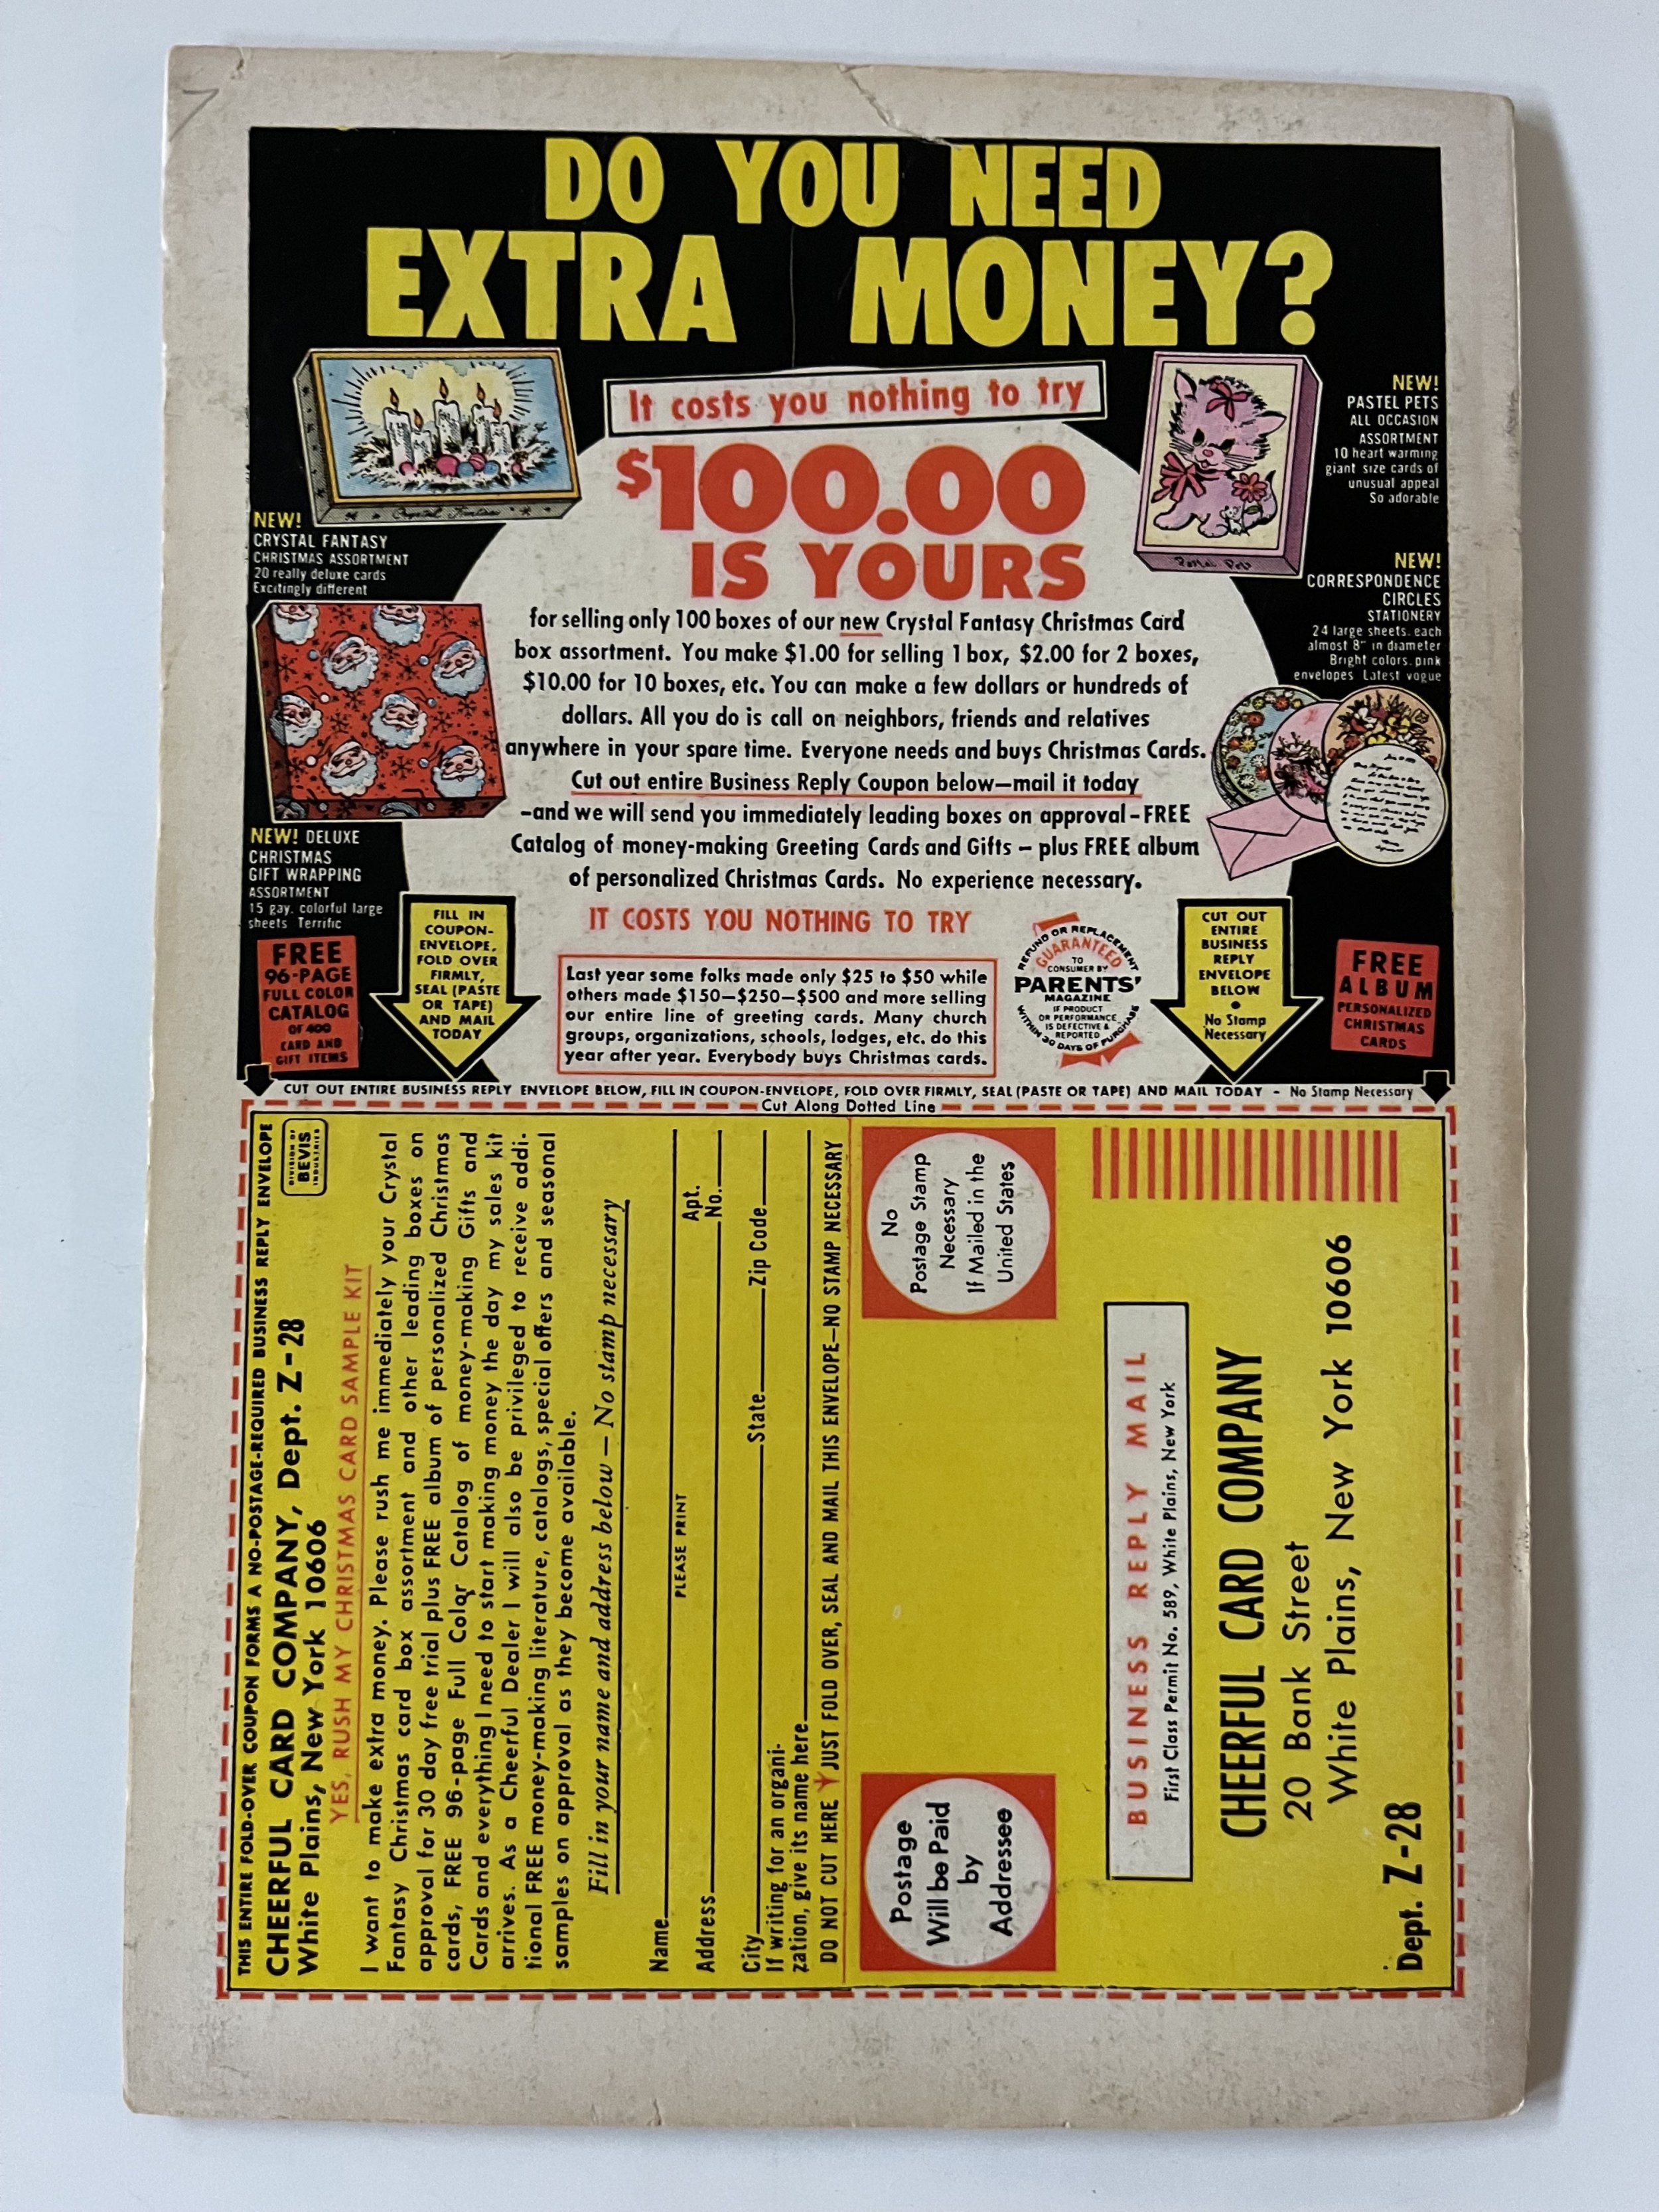 DO YOU NEED
EXTRA MONEY?
It costs you nothing to try
$100.00
IS YOURS
Crystal Fantasy
NEW!
CRYSTAL FANTASY
CHRISTMAS ASSORTMENT
20 really deluxe cards
Excitingly different
Pastel Pets
NEW!
PASTEL PETS
ALL OCCASION
ASSORTMENT
10 heart warming
giant size cards of
unusual appeal
So adorable
NEW!
CORRESPONDENCE
CIRCLES
STATIONERY
24 large sheets. each
almost 8" in diameter
Bright colors. pink
envelopes Latest vogue
for selling only 100 boxes of our new Crystal Fantasy Christmas Card
box assortment. You make $1.00 for selling 1 box, $2.00 for 2 boxes,
$10.00 for 10 boxes, etc. You can make a few dollars or hundreds of
dollars. All you do is call on neighbors, friends and relatives
anywhere in your spare time. Everyone needs and buys Christmas Cards.
Cut out entire Business Reply Coupon below—mail it today
—and we will send you immediately leading boxes on approval – FREE
Catalog of money-making Greeting Cards and Gifts — plus FREE album
of personalized Christmas Cards. No experience necessary.
NEW! DELUXE
CHRISTMAS
GIFT WRAPPING
ASSORTMENT
15 gay. colorful large
sheets Terrific
FREE
96-PAGE
FULL COLOR
CATALOG
OF 400
CARD AND
GIFT ITEMS
FILL IN
COUPON-
ENVELOPE,
FOLD OVER
FIRMLY,
SEAL (PASTE
OR TAPE)
AND MAIL
TODAY
IT COSTS YOU NOTHING TO TRY
Last year some folks made only $25 to $50 while
others made $150—$250—$500 and more selling
our entire line of greeting cards. Many church
groups, organizations, schools, lodges, etc. do this
year after year. Everybody buys Christmas cards.
REFUND OR REPLACEMENT
GUARANTEED
TO
CONSUMER BY
PARENTS'
MAGAZINE
IF PRODUCT
OR PERFORMANCE
IS DEFECTIVE &
REPORTED
WITHIN 30 DAYS OF PURCHASE
CUT OUT
ENTIRE
BUSINESS
REPLY
ENVELOPE
BELOW
•
No Stamp
Necessary
FREE
ALBUM
PERSONALIZED
CHRISTMAS
CARDS
CUT OUT ENTIRE BUSINESS REPLY ENVELOPE BELOW, FILL IN COUPON-ENVELOPE, FOLD OVER FIRMLY, SEAL (PASTE OR TAPE) AND MAIL TODAY – No Stamp Necessary
Cut Along Dotted Line
THIS ENTIRE FOLD-OVER COUPON FORMS A NO-POSTAGE-REQUIRED BUSINESS REPLY ENVELOPE
CHEERFUL CARD COMPANY, Dept. Z-28
White Plains, New York 10606
DIVISION OF
BEVIS
INDUSTRIES
YES, RUSH MY CHRISTMAS CARD SAMPLE KIT
I want to make extra money. Please rush me immediately your Crystal
Fantasy Christmas card box assortment and other leading boxes on
approval for 30 day free trial plus FREE album of personalized Christmas
cards, FREE 96-page Full Color Catalog of money-making Gifts and
Cards and everything I need to start making money the day my sales kit
arrives. As a Cheerful Dealer I will also be privileged to receive addi-
tional FREE money-making literature, catalogs, special offers and seasonal
samples on approval as they become available.
Fill in your name and address below — No stamp necessary
Name
PLEASE PRINT
Address Apt. No.
City State Zip Code
If writing for an organi-
zation, give its name here
DO NOT CUT HERE JUST FOLD OVER, SEAL AND MAIL THIS ENVELOPE—NO STAMP NECESSARY
Postage
Will be Paid
by
Addressee
No
Postage Stamp
Necessary
If Mailed in the
United States
BUSINESS REPLY MAIL
First Class Permit No. 589, White Plains, New York
CHEERFUL CARD COMPANY
20 Bank Street
White Plains, New York 10606
Dept. Z-28